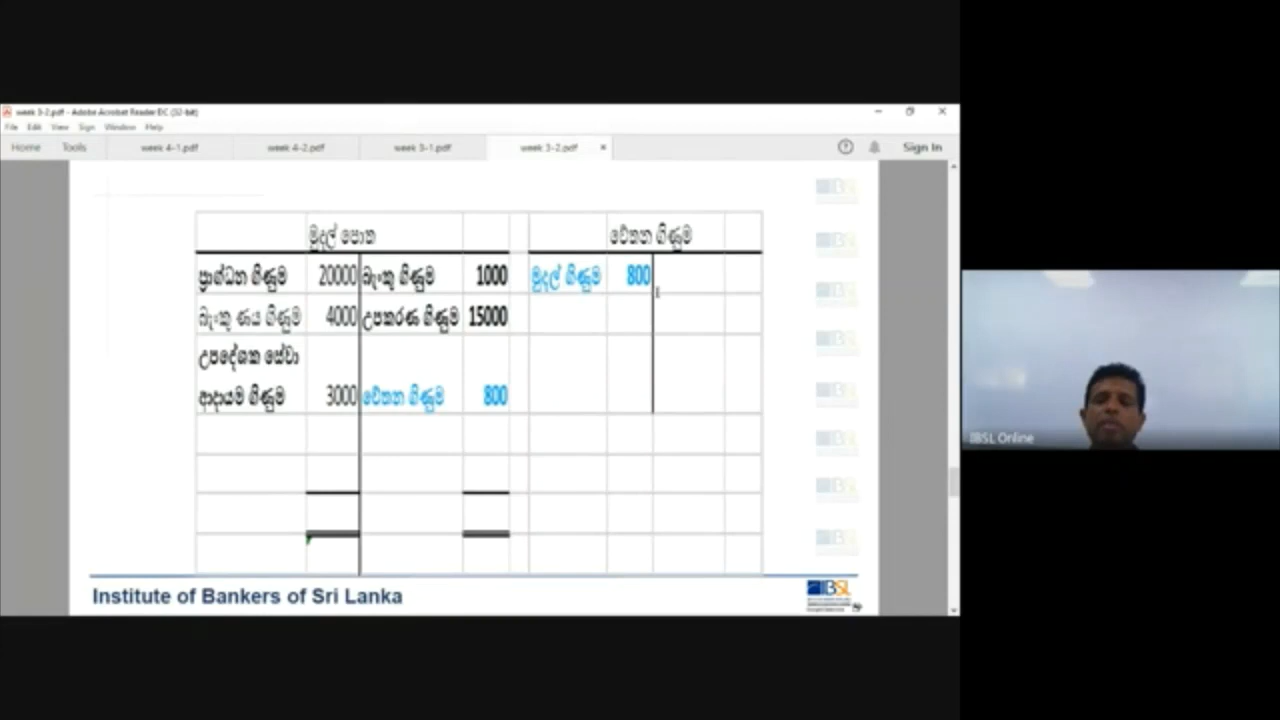 week 3-2.pdf - Adobe Acrobat Reader DC (32-bit)
File Edit View Sign Window Help
Home Tools week 4-1.pdf week 4-2.pdf week 3-1.pdf week 3-2.pdf × Sign In
මුදල් පොත වේතන ගිණුම
ප්‍රාග්ධන ගිණුම 20000 බැංකු ගිණුම 1000 මුදල් ගිණුම 800
බැංකු ණය ගිණුම 4000 උපකරණ ගිණුම 15000
උපදේශක සේවා
ආදායම ගිණුම 3000 වේතන ගිණුම 800
Institute of Bankers of Sri Lanka
IBSL
IBSL Online